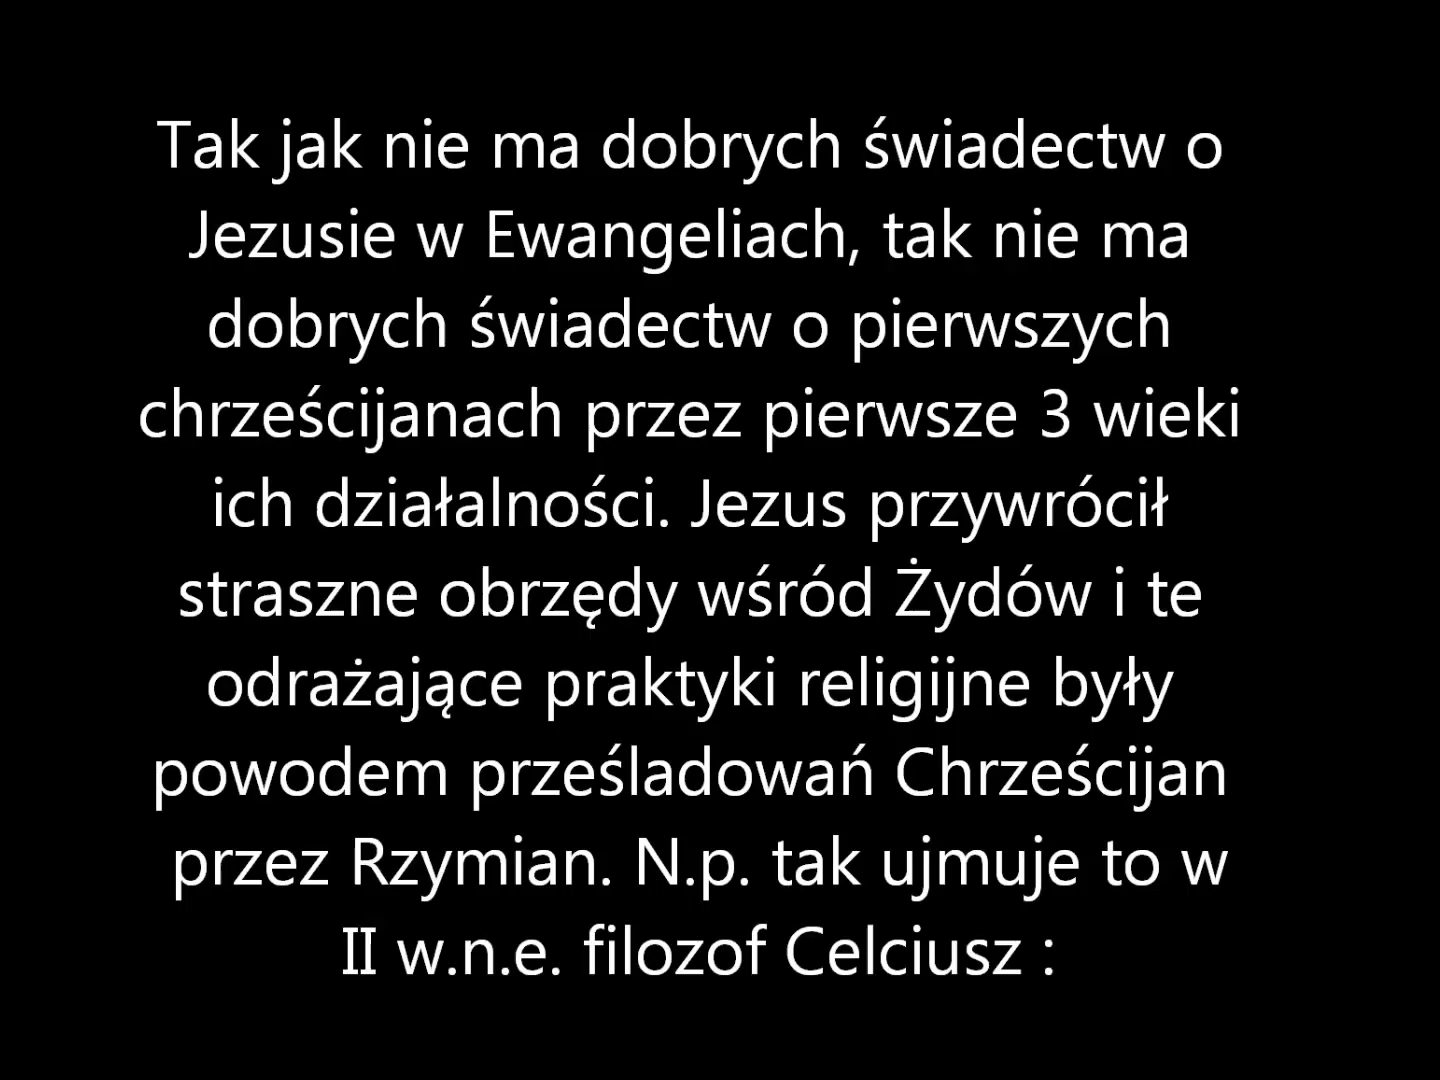 Tak jak nie ma dobrych świadectw o
Jezusie w Ewangeliach, tak nie ma
dobrych świadectw o pierwszych
chrześcijanach przez pierwsze 3 wieki
ich działalności. Jezus przywrócił
straszne obrzędy wśród Żydów i te
odrażające praktyki religijne były
powodem prześladowań Chrześcijan
przez Rzymian. N.p. tak ujmuje to w
II w.n.e. filozof Celciusz :